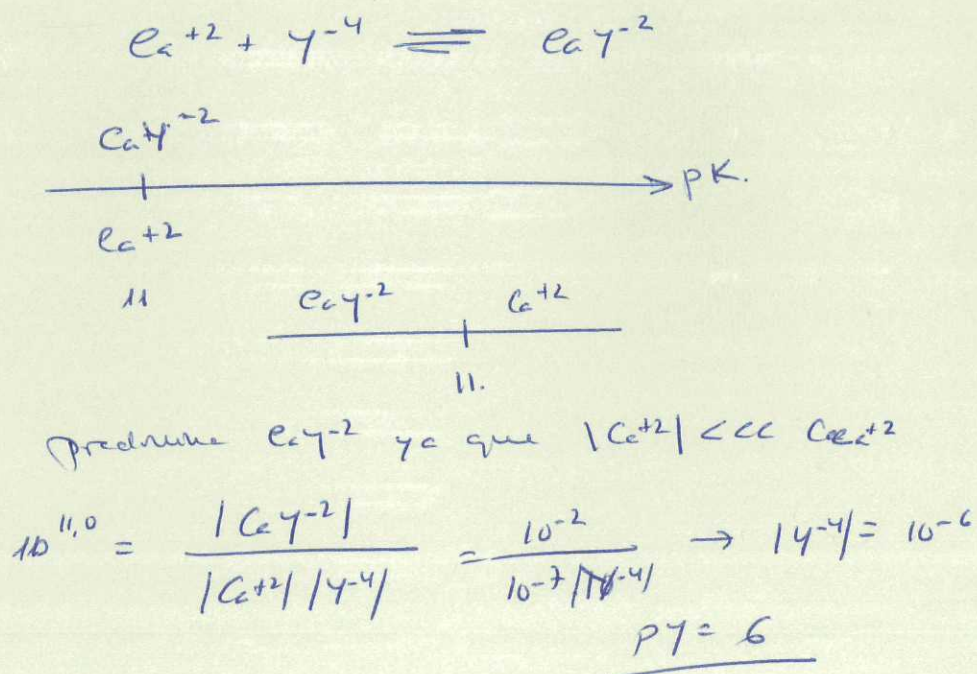 Ca+2 + y-4 ⇌ Cay-2
CaY-2
pK.
Ca+2
11
Cay-2 Ca+2
11.
predomina Cay-2 ya que |Ca+2| <<<
10^11,0 = |Cay-2| / |Ca+2| |y-4| = 10-2 / 10-7 |y-4| → |y-4| = 10-6
py = 6